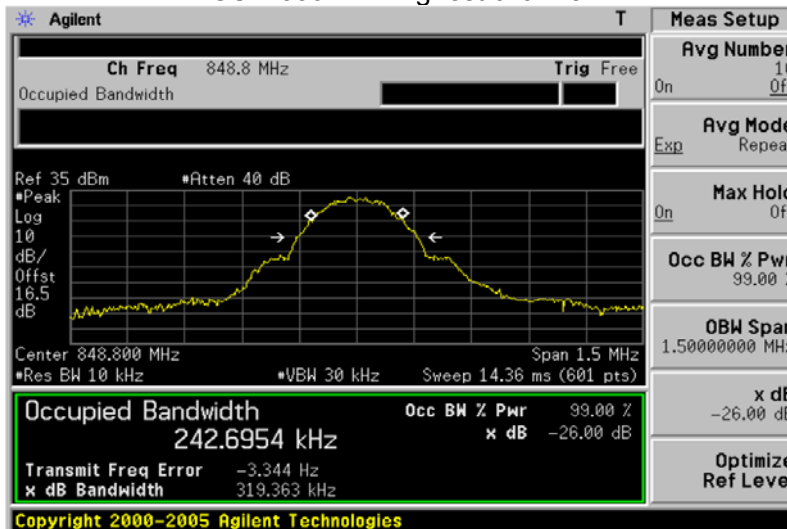 Agilent T Meas Setup
Ch Freq 848.8 MHz Trig Free
Occupied Bandwidth
Avg Number
On
Avg Mode
Exp
Max Hold
On
Occ BW % Pwr
99.00 %
OBW Span
1.50000000 MHz
x dB
-26.00 dB
Optimize
Ref Level
Ref 35 dBm #Atten 40 dB
#Peak
Log
10
dB/
Offst
16.5
dB
Center 848.800 MHz Span 1.5 MHz
#Res BW 10 kHz #VBW 30 kHz Sweep 14.36 ms (601 pts)
Occupied Bandwidth Occ BW % Pwr 99.00 %
242.6954 kHz x dB -26.00 dB
Transmit Freq Error -3.344 Hz
x dB Bandwidth 319.363 kHz
Copyright 2000-2005 Agilent Technologies